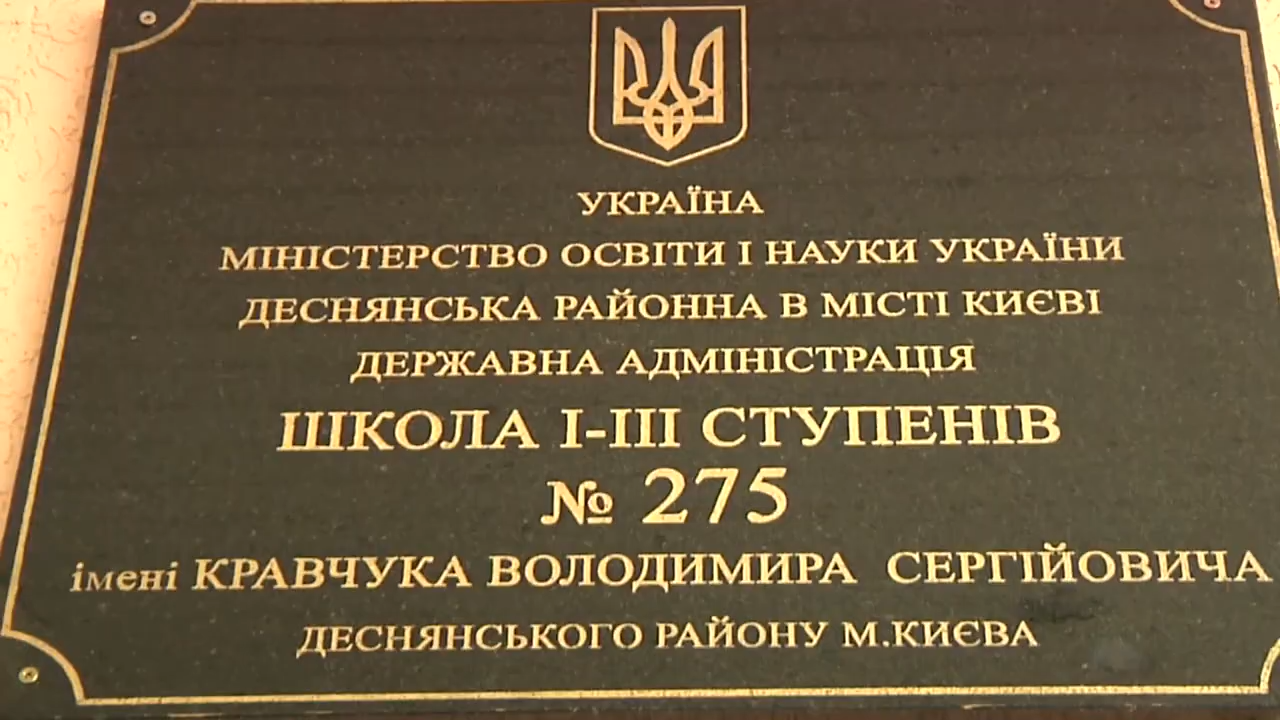 УКРАЇНА
МІНІСТЕРСТВО ОСВІТИ І НАУКИ УКРАЇНИ
ДЕСНЯНСЬКА РАЙОННА В МІСТІ КИЄВІ
ДЕРЖАВНА АДМІНІСТРАЦІЯ
ШКОЛА І-ІІІ СТУПЕНІВ
№ 275
імені КРАВЧУКА ВОЛОДИМИРА СЕРГІЙОВИЧА
ДЕСНЯНСЬКОГО РАЙОНУ М.КИЄВА